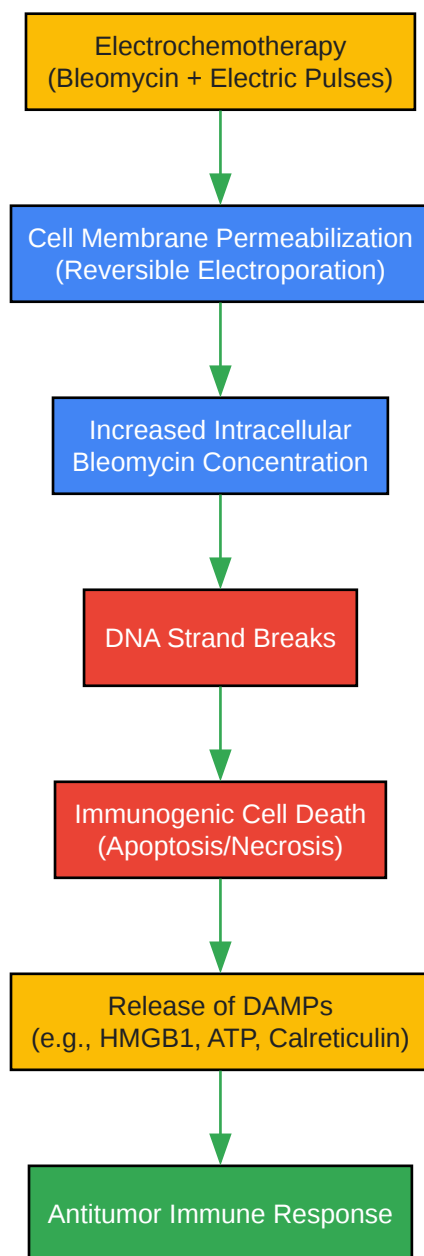 Electrochemotherapy
(Bleomycin + Electric Pulses)
Cell Membrane Permeabilization
(Reversible Electroporation)
Increased Intracellular
Bleomycin Concentration
DNA Strand Breaks
Immunogenic Cell Death
(Apoptosis/Necrosis)
Release of DAMPs
(e.g., HMGB1, ATP, Calreticulin)
Antitumor Immune Response